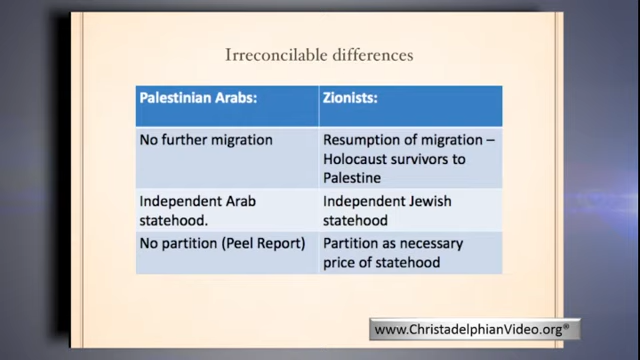 Irreconcilable differences
Palestinian Arabs:
Zionists:
No further migration
Resumption of migration –
Holocaust survivors to
Palestine
Independent Arab
statehood.
Independent Jewish
statehood
No partition (Peel Report)
Partition as necessary
price of statehood
www.ChristadelphianVideo.org®